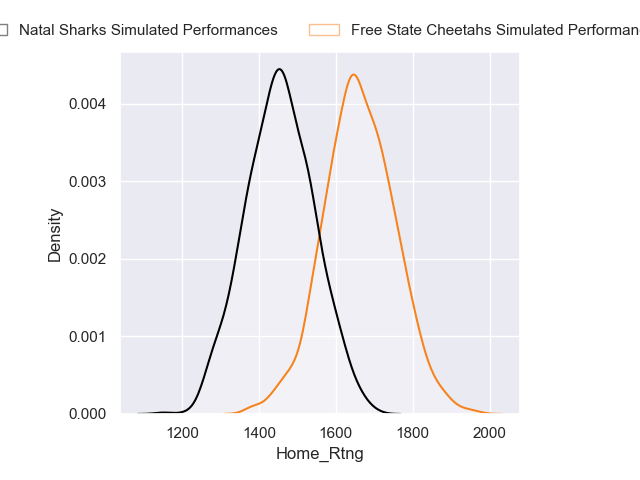 Natal Sharks Simulated Performances
Free State Cheetahs Simulated
0.004
0.003
0.002
0.001
0.000
Density
1200 1400 1600 1800 2000
Home_Rtng